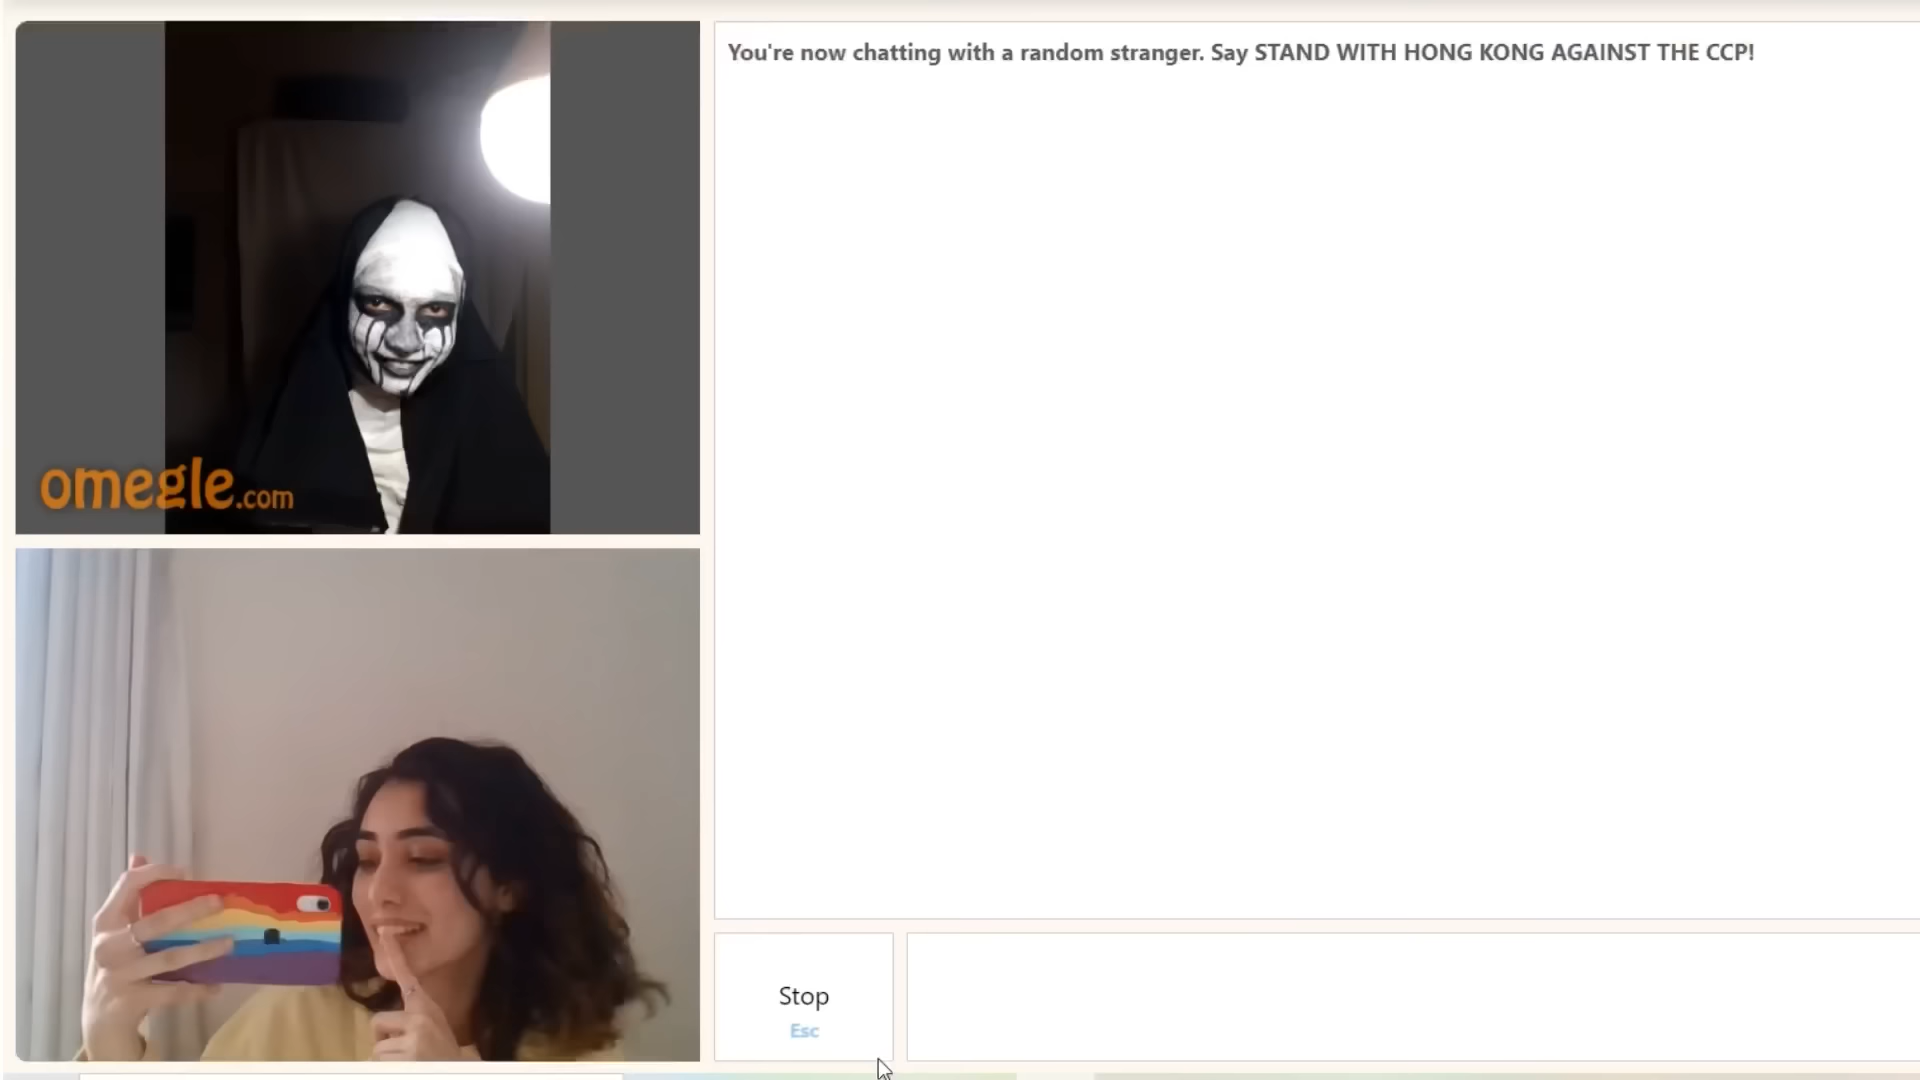 You're now chatting with a random stranger. Say STAND WITH HONG KONG AGAINST THE CCP!
omegle.com
Stop
Esc